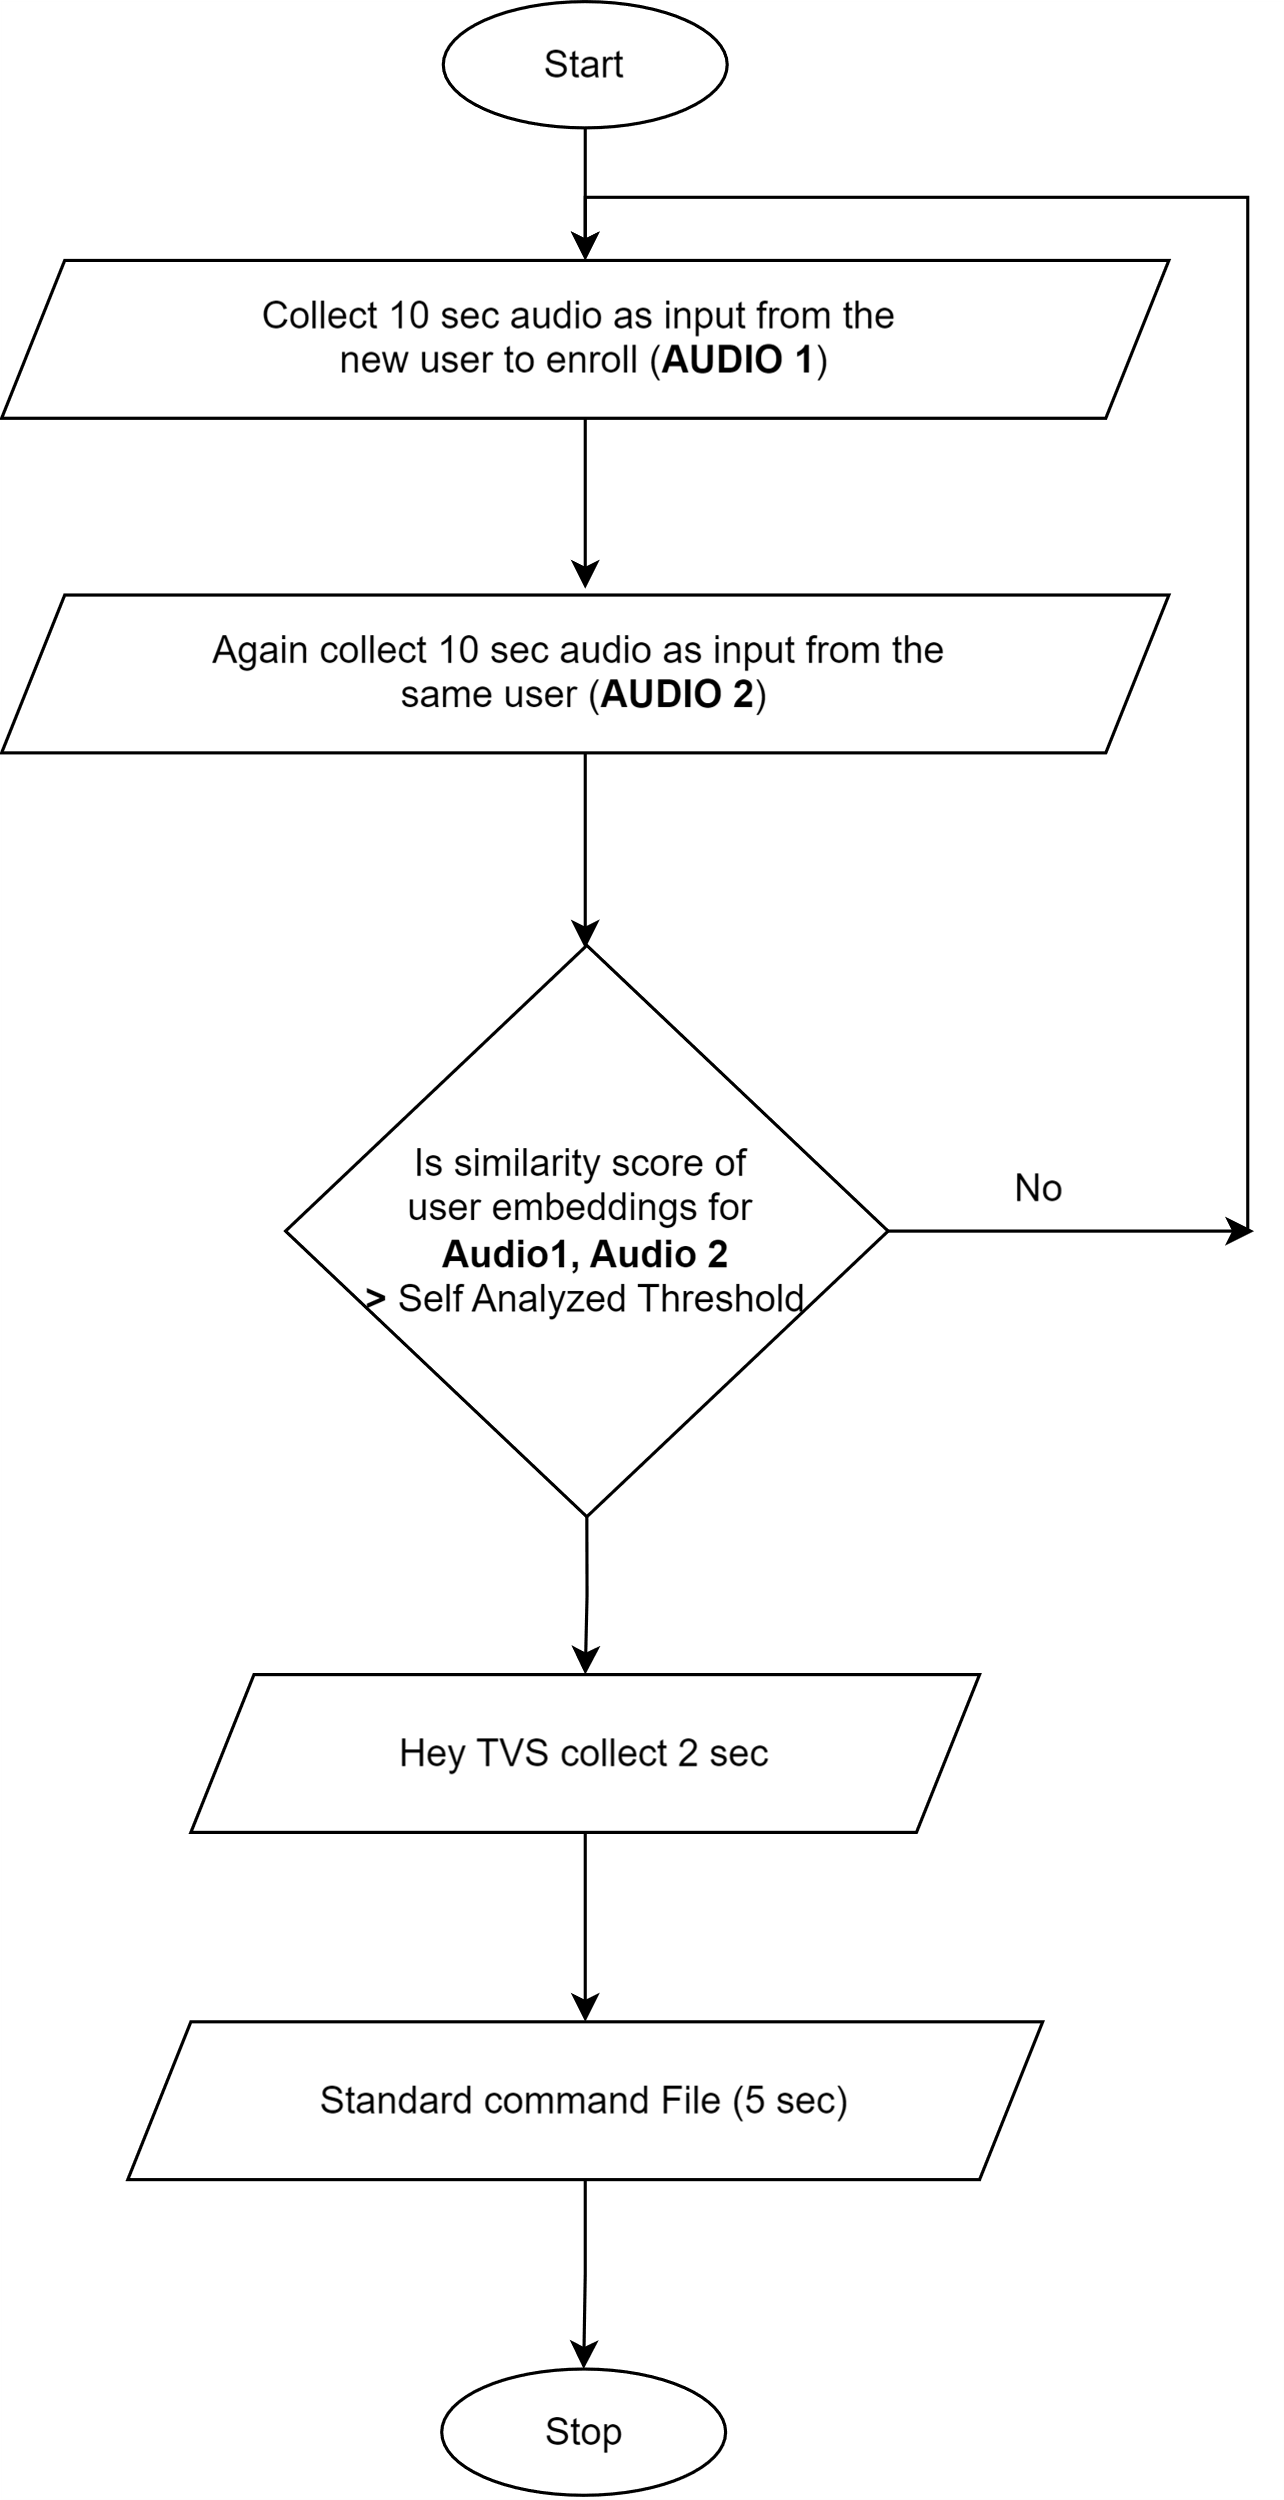 Start
Collect 10 sec audio as input from the
new user to enroll (AUDIO 1)
Again collect 10 sec audio as input from the
same user (AUDIO 2)
Is similarity score of
user embeddings for
Audio1, Audio 2
> Self Analyzed Threshold
No
Hey TVS collect 2 sec
Standard command File (5 sec)
Stop